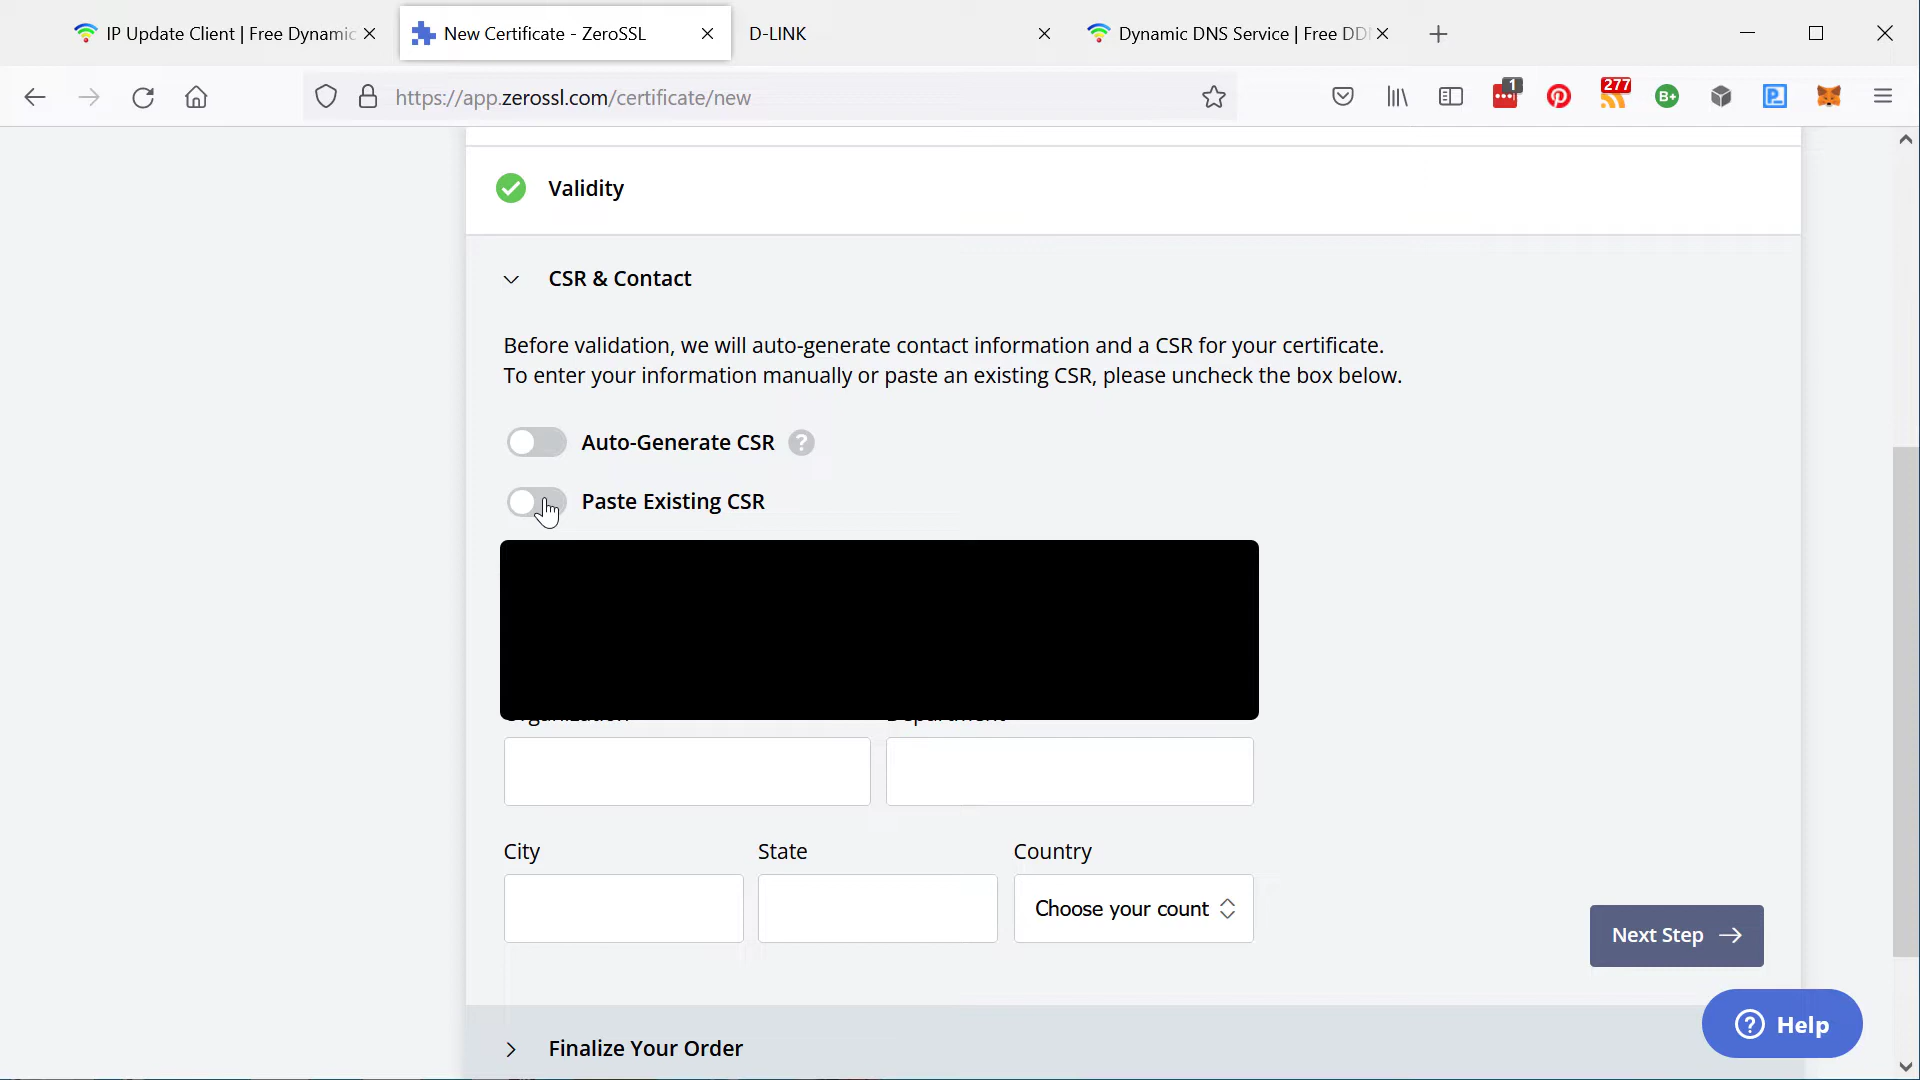 IP Update Client | Free Dynamic
New Certificate - ZeroSSL
D-LINK
Dynamic DNS Service | Free DD
https://app.zerossl.com/certificate/new
1
277
B+
Validity
CSR & Contact
Before validation, we will auto-generate contact information and a CSR for your certificate.
To enter your information manually or paste an existing CSR, please uncheck the box below.
Auto-Generate CSR ?
Paste Existing CSR
City State Country
Choose your count
Next Step
? Help
Finalize Your Order